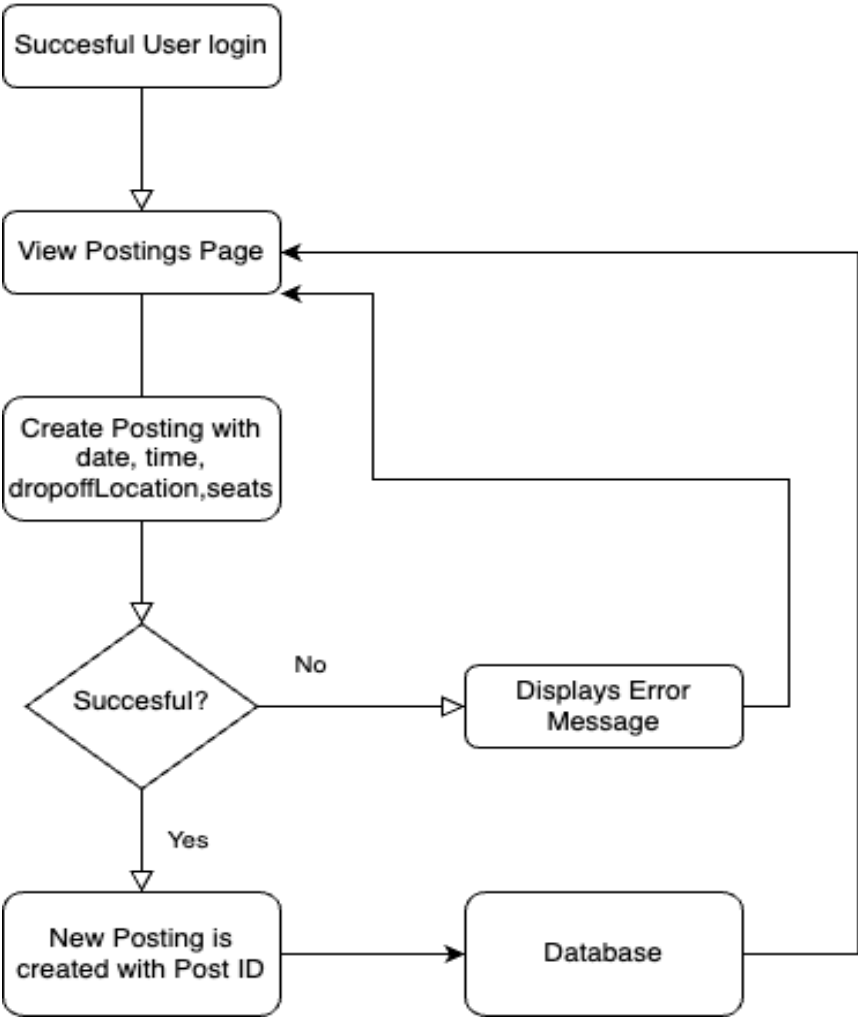 Succesful User login
View Postings Page
Create Posting with
date, time,
dropoffLocation,seats
Succesful?
No
Displays Error
Message
Yes
New Posting is
created with Post ID
Database